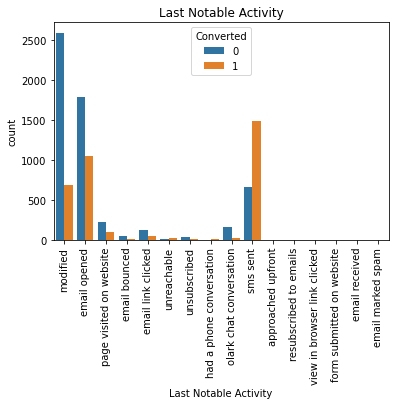 Last Notable Activity
Converted
0
1
count
2500
2000
1500
1000
500
0
modified
email opened
page visited on website
email bounced
email link clicked
unreachable
unsubscribed
had a phone conversation
olark chat conversation
sms sent
approached upfront
resubscribed to emails
view in browser link clicked
form submitted on website
email received
email marked spam
Last Notable Activity